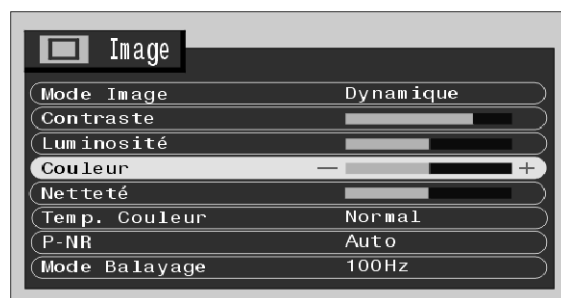 Image
Mode Image Dynamique
Contraste
Luminosité
Couleur — +
Netteté
Temp. Couleur Normal
P-NR Auto
Mode Balayage 100Hz